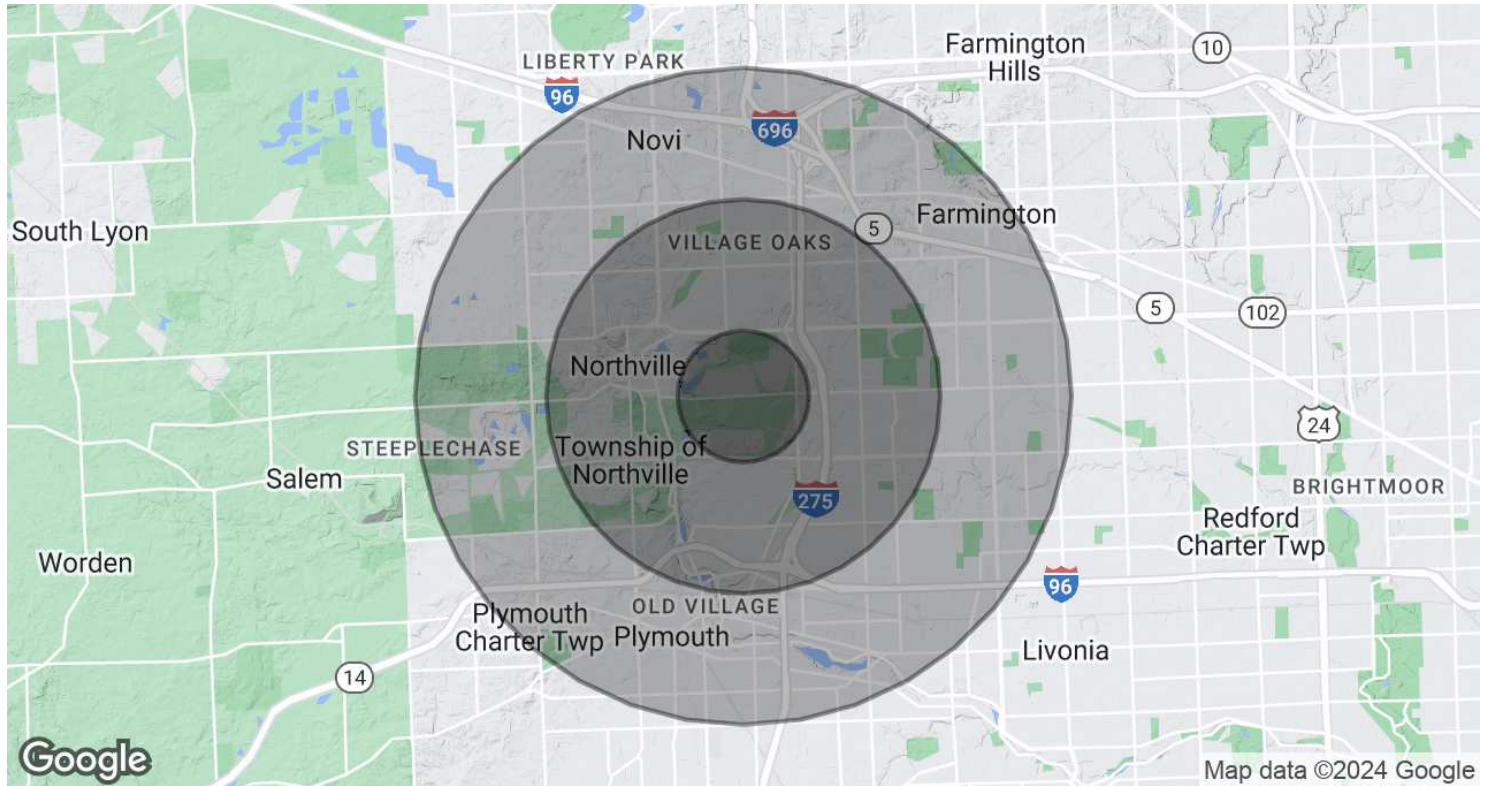 Farmington
Hills
10
LIBERTY PARK
96
696
Novi
Farmington
South Lyon
5
VILLAGE OAKS
5
102
Northville
24
STEEPLECHASE
Township of
Northville
Salem
275
BRIGHTMOOR
Redford
Charter Twp
Worden
96
OLD VILLAGE
Plymouth
Charter Twp
Plymouth
Livonia
14
Google
Map data ©2024 Google